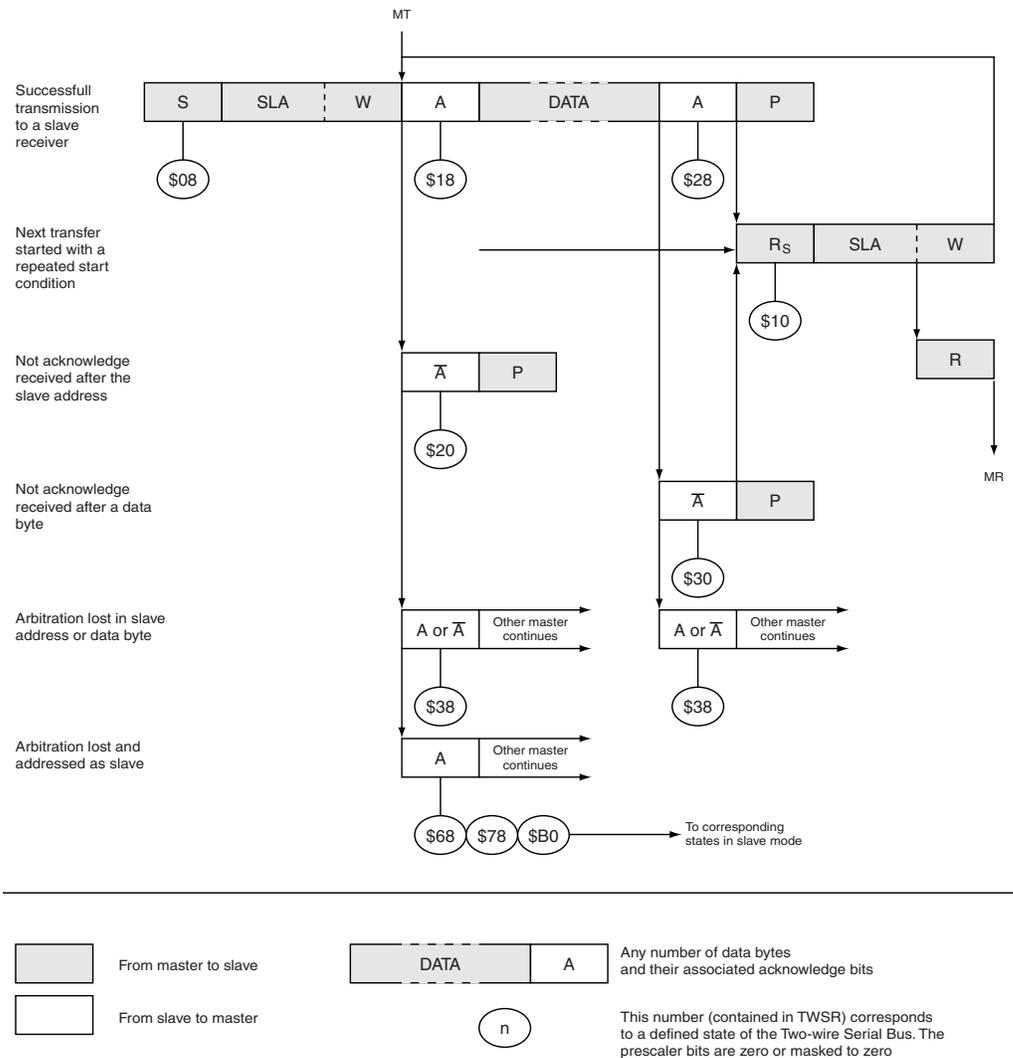 MT
Successfull
transmission
to a slave
receiver
S SLA W A DATA A P
$08 $18 $28
Next transfer
started with a
repeated start
condition
RS SLA W
$10
Not acknowledge
received after the
slave address
A̅ P
R
$20
MR
Not acknowledge
received after a data
byte
A̅ P
$30
Arbitration lost in slave
address or data byte
A or A̅ Other master
continues
A or A̅ Other master
continues
$38 $38
Arbitration lost and
addressed as slave
A Other master
continues
$68 $78 $B0
To corresponding
states in slave mode
From master to slave
DATA A
Any number of data bytes
and their associated acknowledge bits
From slave to master
n
This number (contained in TWSR) corresponds
to a defined state of the Two-wire Serial Bus. The
prescaler bits are zero or masked to zero